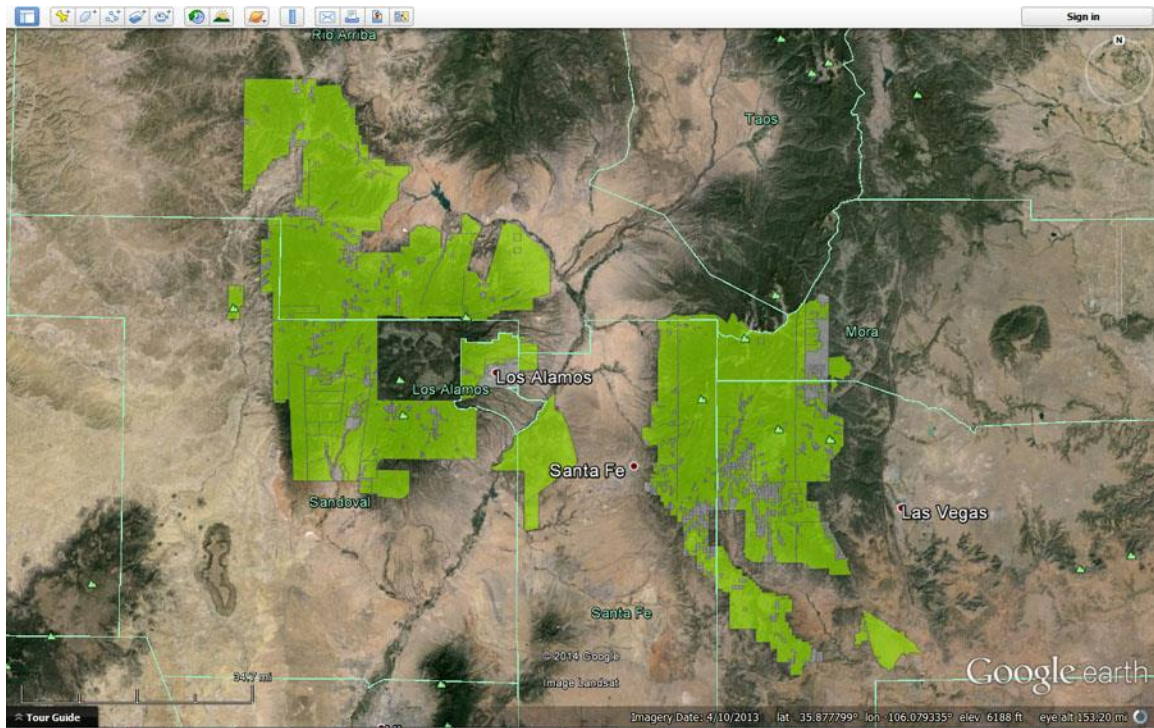 Sign in
Rio Arriba
N
Taos
Mora
Los Alamos
Los Alamos
Santa Fe
Sandoval
Las Vegas
Santa Fe
© 2014 Google
Image Landsat
34.7 mi
Google earth
Tour Guide
Imagery Date: 4/10/2013 lat 35.877799° lon -106.079335° elev 6188 ft eye alt 153.20 mi